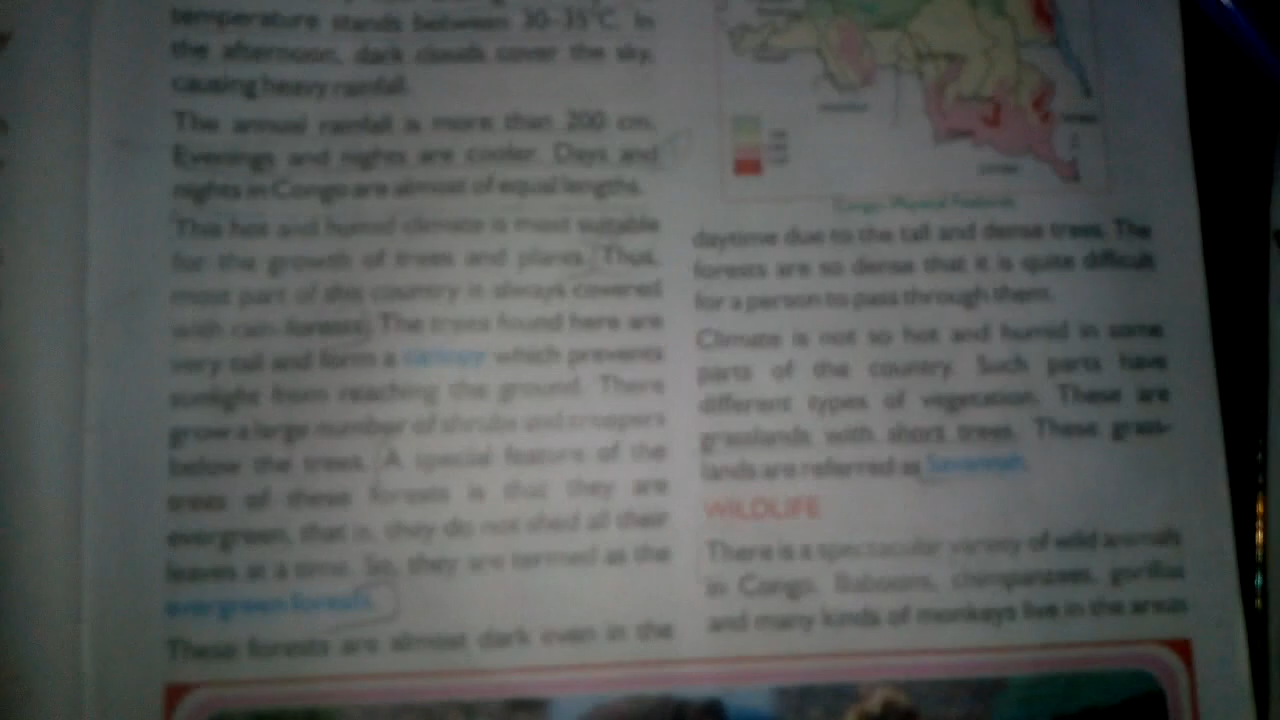 temperature stands between 30-35°C. In
the afternoon, dark clouds cover the sky,
causing heavy rainfall.
The annual rainfall is more than 200 cm.
Evenings and nights are cooler. Days and
nights in Congo are almost of equal lengths.
This hot and humid climate is most suitable
for the growth of trees and plants. Thus,
most part of this country is always covered
with rain-forests. The trees found here are
very tall and form a canopy which prevents
sunlight from reaching the ground. There
grow a large number of shrubs and creepers
below the trees. A special feature of the
trees of these forests is that they are
evergreen, that is, they do not shed all their
leaves at a time. So, they are termed as the
evergreen forests.
These forests are almost dark even in the
Congo: Physical Features
daytime due to the tall and dense trees. The
forests are so dense that it is quite difficult
for a person to pass through them.
Climate is not so hot and humid in some
parts of the country. Such parts have
different types of vegetation. These are
grasslands with short trees. These grass-
lands are referred as Savannah.
WILDLIFE
There is a spectacular variety of wild animals
in Congo. Baboons, chimpanzees, gorillas
and many kinds of monkeys live in the areas